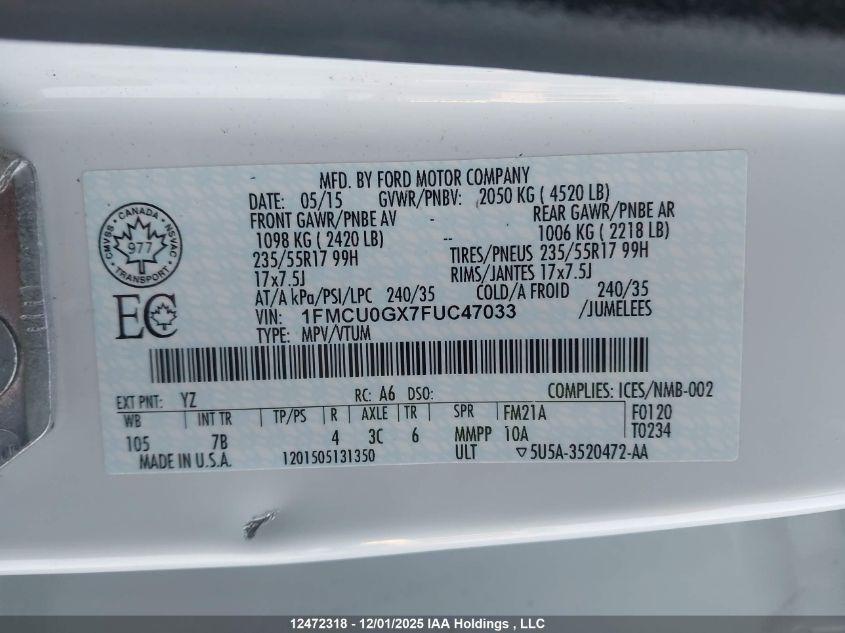 MFD. BY FORD MOTOR COMPANY
DATE: 05/15 GVWR/PNBV: 2050 KG ( 4520 LB)
FRONT GAWR/PNBE AV - REAR GAWR/PNBE AR
1098 KG ( 2420 LB) -- 1006 KG ( 2218 LB)
235/55R17 99H TIRES/PNEUS 235/55R17 99H
17x7.5J RIMS/JANTES 17x7.5J
AT/A kPa/PSI/LPC 240/35 COLD/A FROID 240/35
VIN: 1FMCU0GX7FUC47033 /JUMELEES
TYPE: MPV/VTUM
CANADA
CMVSS
NSVAC
977
TRANSPORT
EC
EXT PNT: YZ RC: A6 DSO: COMPLIES: ICES/NMB-002
WB INT TR TP/PS R AXLE TR SPR FM21A F0120
105 7B 4 3C 6 MMPP 10A T0234
MADE IN U.S.A. 1201505131350 ULT ▽5U5A-3520472-AA
12472318 - 12/01/2025 IAA Holdings , LLC